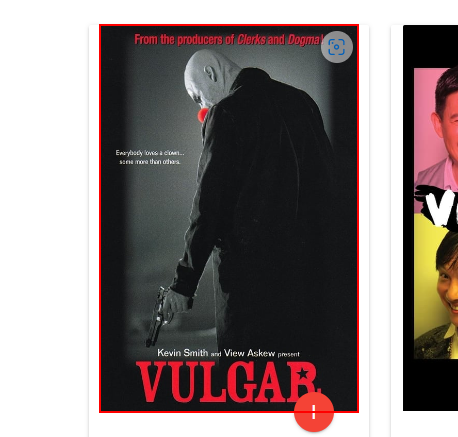 From the producers of Clerks and Dogma!
Everybody loves a clown...
some more than others.
Kevin Smith and View Askew present
VULGAR
!